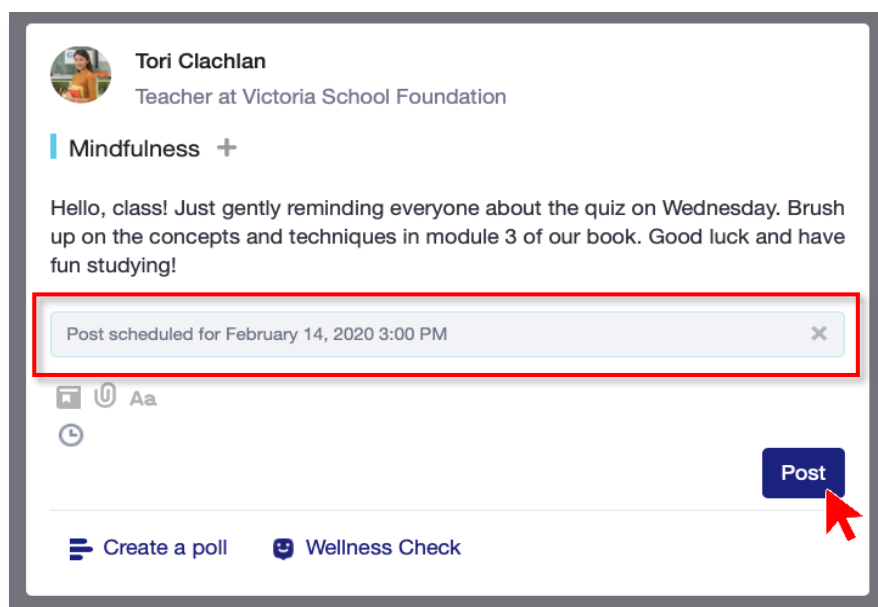 Tori Clachlan
Teacher at Victoria School Foundation
Mindfulness +
Hello, class! Just gently reminding everyone about the quiz on Wednesday. Brush
up on the concepts and techniques in module 3 of our book. Good luck and have
fun studying!
Post scheduled for February 14, 2020 3:00 PM
Aa
Post
Create a poll Wellness Check